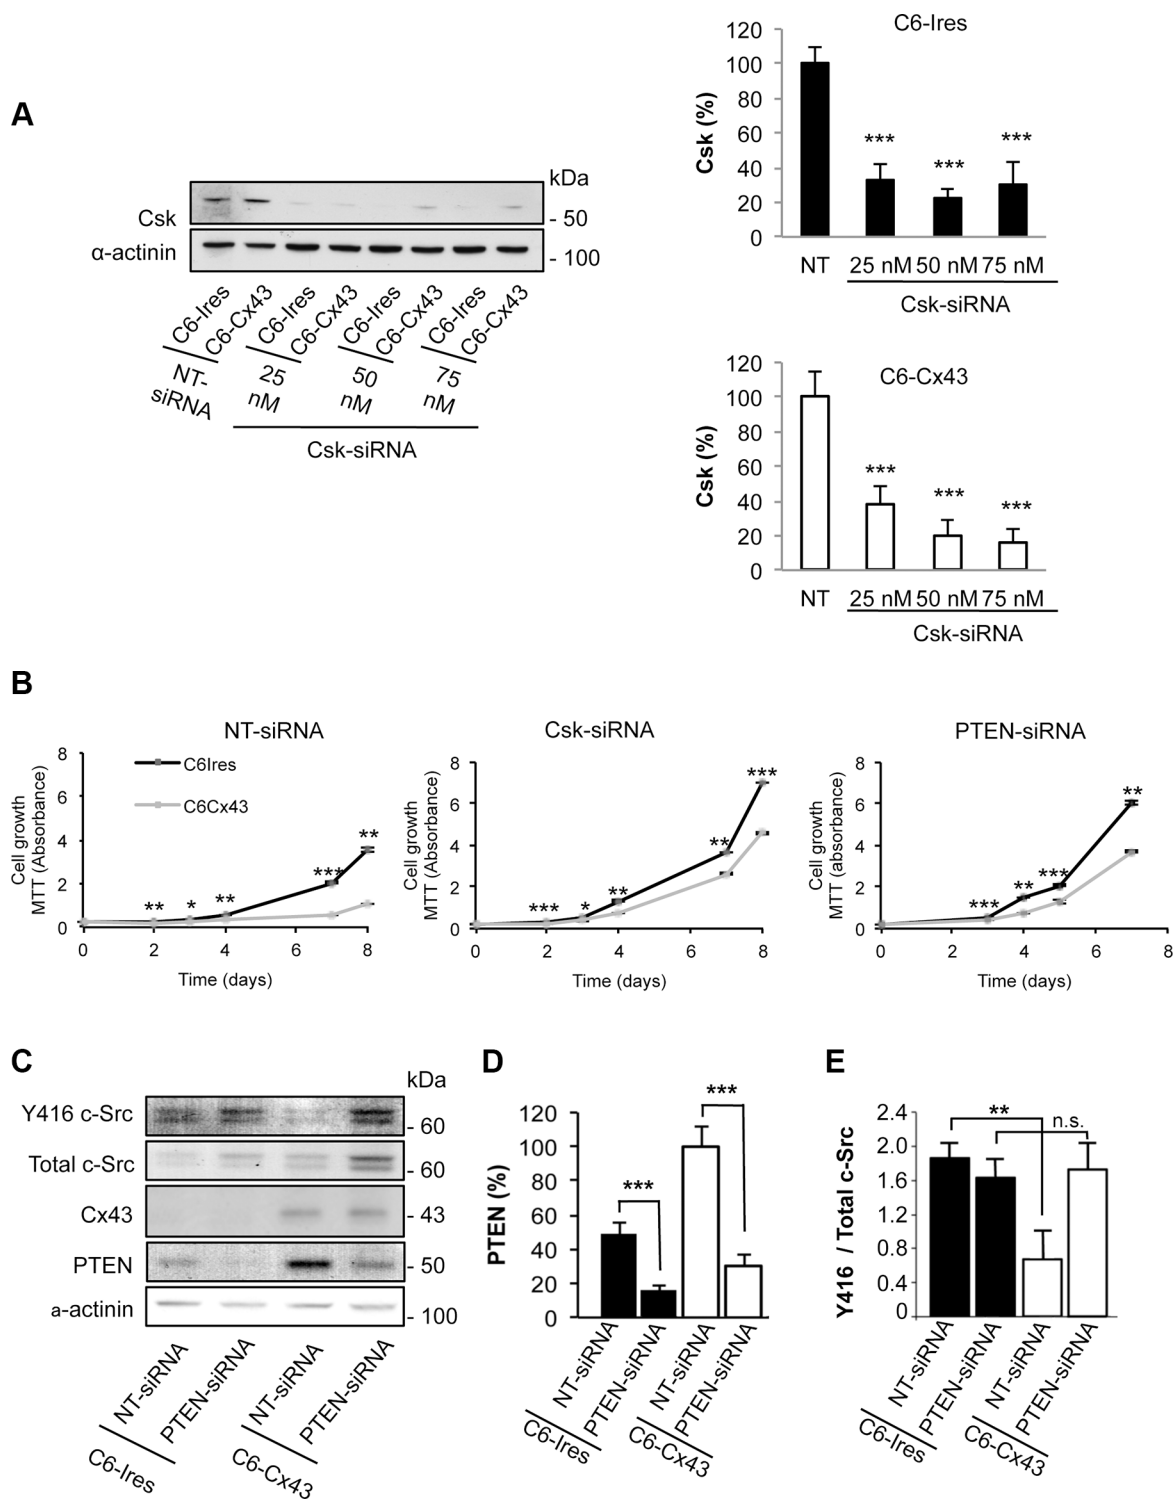 A
kDa
Csk
- 50
α-actinin
- 100
C6-Ires
C6-Cx43
C6-Ires
C6-Cx43
C6-Ires
C6-Cx43
C6-Ires
C6-Cx43
NT-
siRNA
25
nM
50
nM
75
nM
Csk-siRNA
C6-Ires
Csk (%)
120
100
80
60
40
20
0
***
***
***
NT
25 nM
50 nM
75 nM
Csk-siRNA
C6-Cx43
Csk (%)
120
100
80
60
40
20
0
***
***
***
NT
25 nM
50 nM
75 nM
Csk-siRNA
B
NT-siRNA
C6Ires
C6Cx43
Cell growth
MTT (Absorbance)
8
6
4
2
0
** * ** *** **
0 2 4 6 8
Time (days)
Csk-siRNA
Cell growth
MTT (Absorbance)
8
6
4
2
0
*** * ** ** ***
0 2 4 6 8
Time (days)
PTEN-siRNA
Cell growth
MTT (absorbance)
8
6
4
2
0
*** ** *** **
0 2 4 6 8
Time (days)
C
kDa
Y416 c-Src
- 60
Total c-Src
- 60
Cx43
- 43
PTEN
- 50
a-actinin
- 100
NT-siRNA
PTEN-siRNA
NT-siRNA
PTEN-siRNA
C6-Ires
C6-Cx43
D
PTEN (%)
120
100
80
60
40
20
0
***
***
NT-siRNA
PTEN-siRNA
NT-siRNA
PTEN-siRNA
C6-Ires
C6-Cx43
E
Y416 / Total c-Src
2.4
2.0
1.6
1.2
0.8
0.4
0
**
n.s.
NT-siRNA
PTEN-siRNA
NT-siRNA
PTEN-siRNA
C6-Ires
C6-Cx43